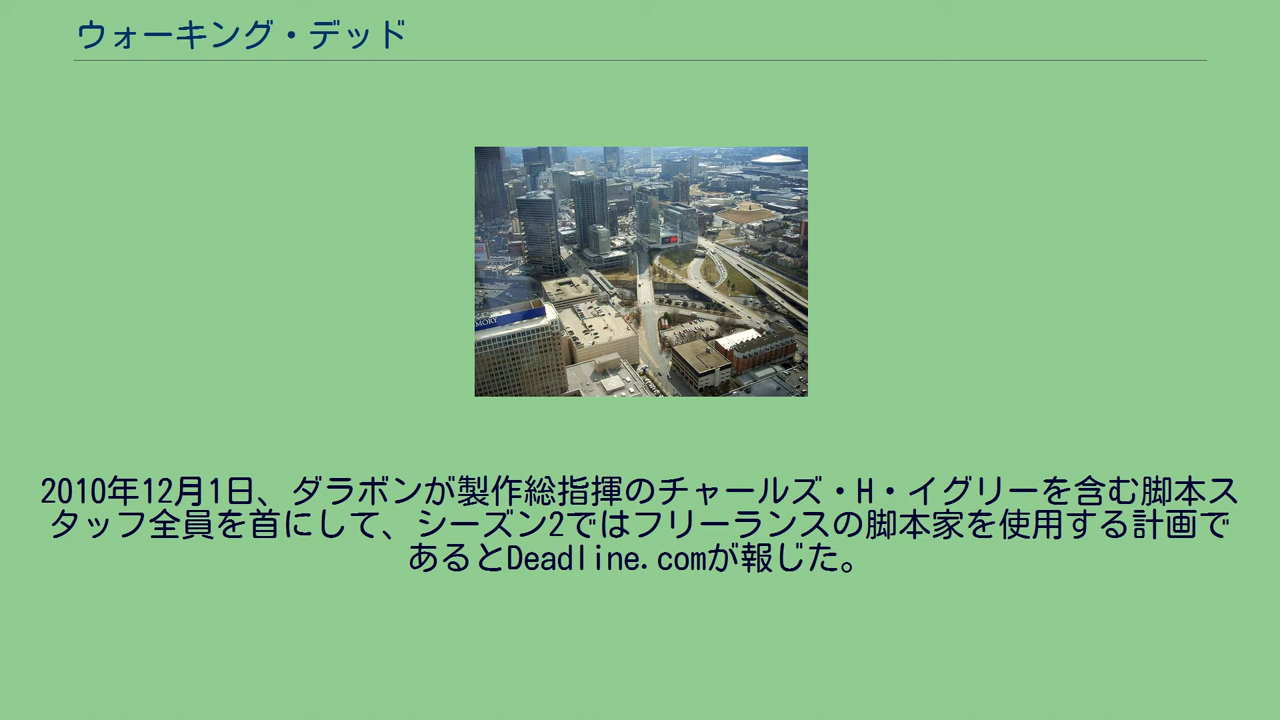 ウォーキング・デッド
MORY
2010年12月1日、ダラボンが製作総指揮のチャールズ・H・イグリーを含む脚本ス
タッフ全員を首にして、シーズン2ではフリーランスの脚本家を使用する計画で
あるとDeadline.comが報じた。